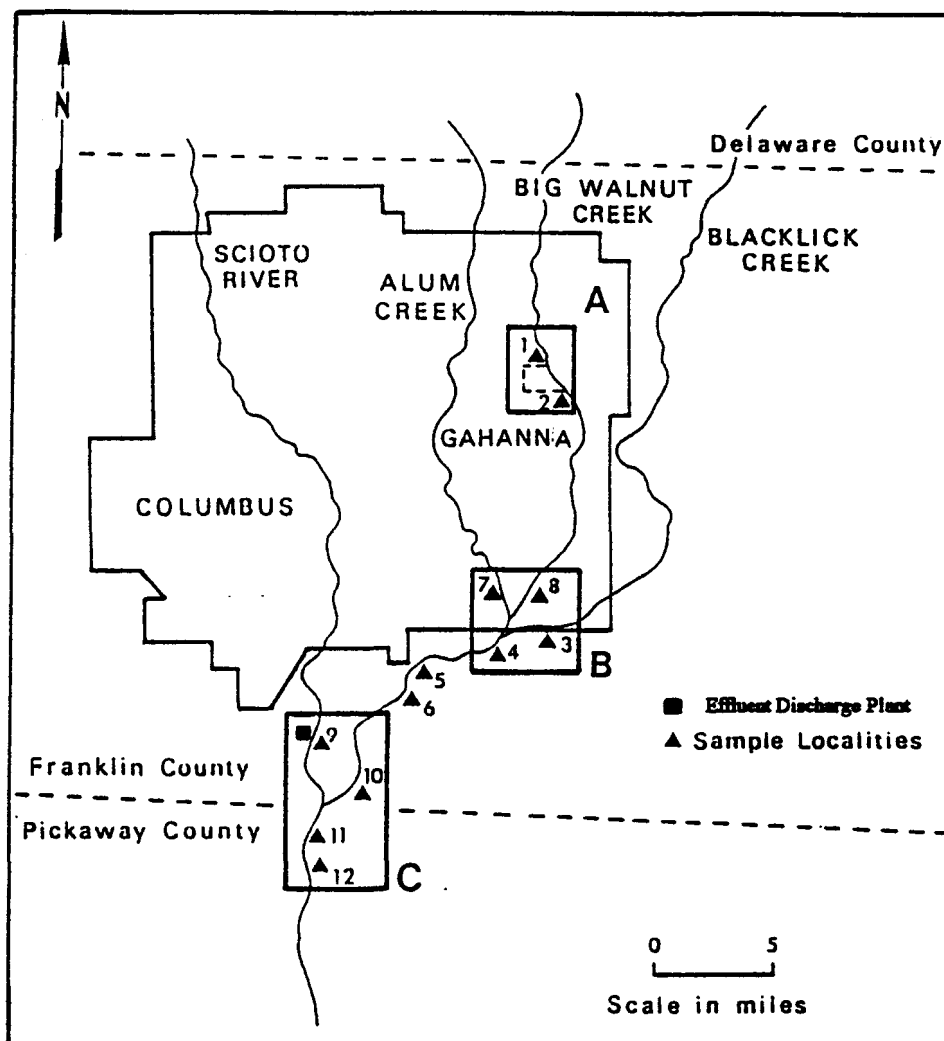 N
Delaware County
BIG WALNUT
CREEK
SCIOTO
RIVER
ALUM
CREEK
BLACKLICK
CREEK
A
1
2
GAHANNA
COLUMBUS
7
8
3
4
B
5
6
Effluent Discharge Plant
Sample Localities
9
Franklin County
10
Pickaway County
11
12
C
0 5
Scale in miles